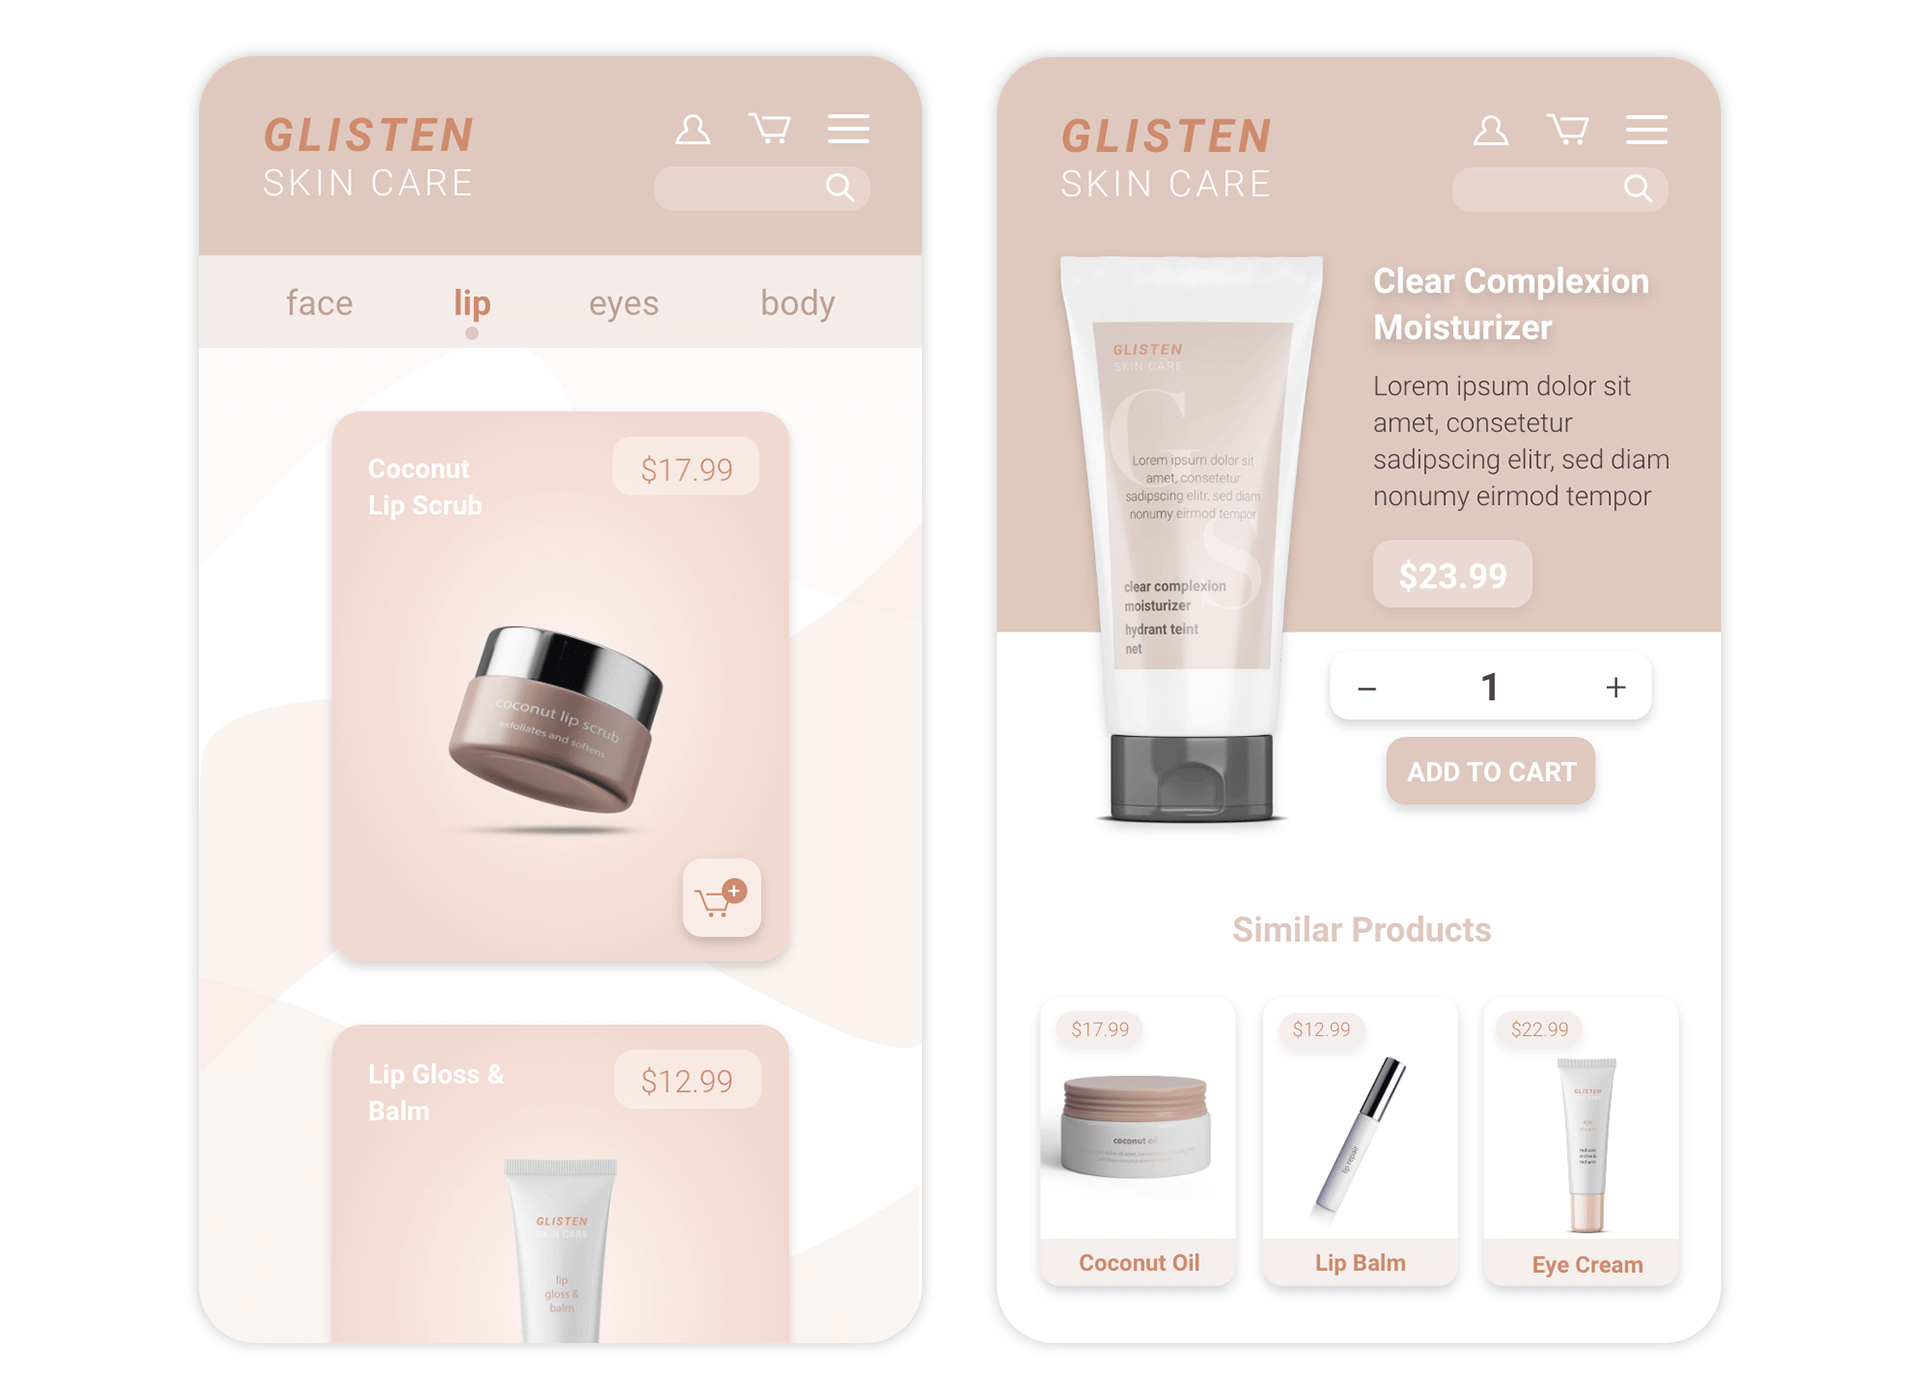 GLISTEN
SKIN CARE
face lip eyes body
Coconut
Lip Scrub
$17.99
coconut lip scrub
exfoliates and softens
Lip Gloss &
Balm
$12.99
GLISTEN
SKIN CARE
lip
gloss &
balm
GLISTEN
SKIN CARE
GLISTEN
SKIN CARE
G
S
Lorem ipsum dolor sit
amet, consetetur
sadipscing elitr, sed diam
nonumy eirmod tempor
clear complexion
moisturizer
hydrant teint
net
Clear Complexion
Moisturizer
Lorem ipsum dolor sit
amet, consetetur
sadipscing elitr, sed diam
nonumy eirmod tempor
$23.99
− 1 +
ADD TO CART
Similar Products
$17.99
coconut oil
Coconut Oil
$12.99
lip repair
Lip Balm
$22.99
GLISTEN
Eye Cream